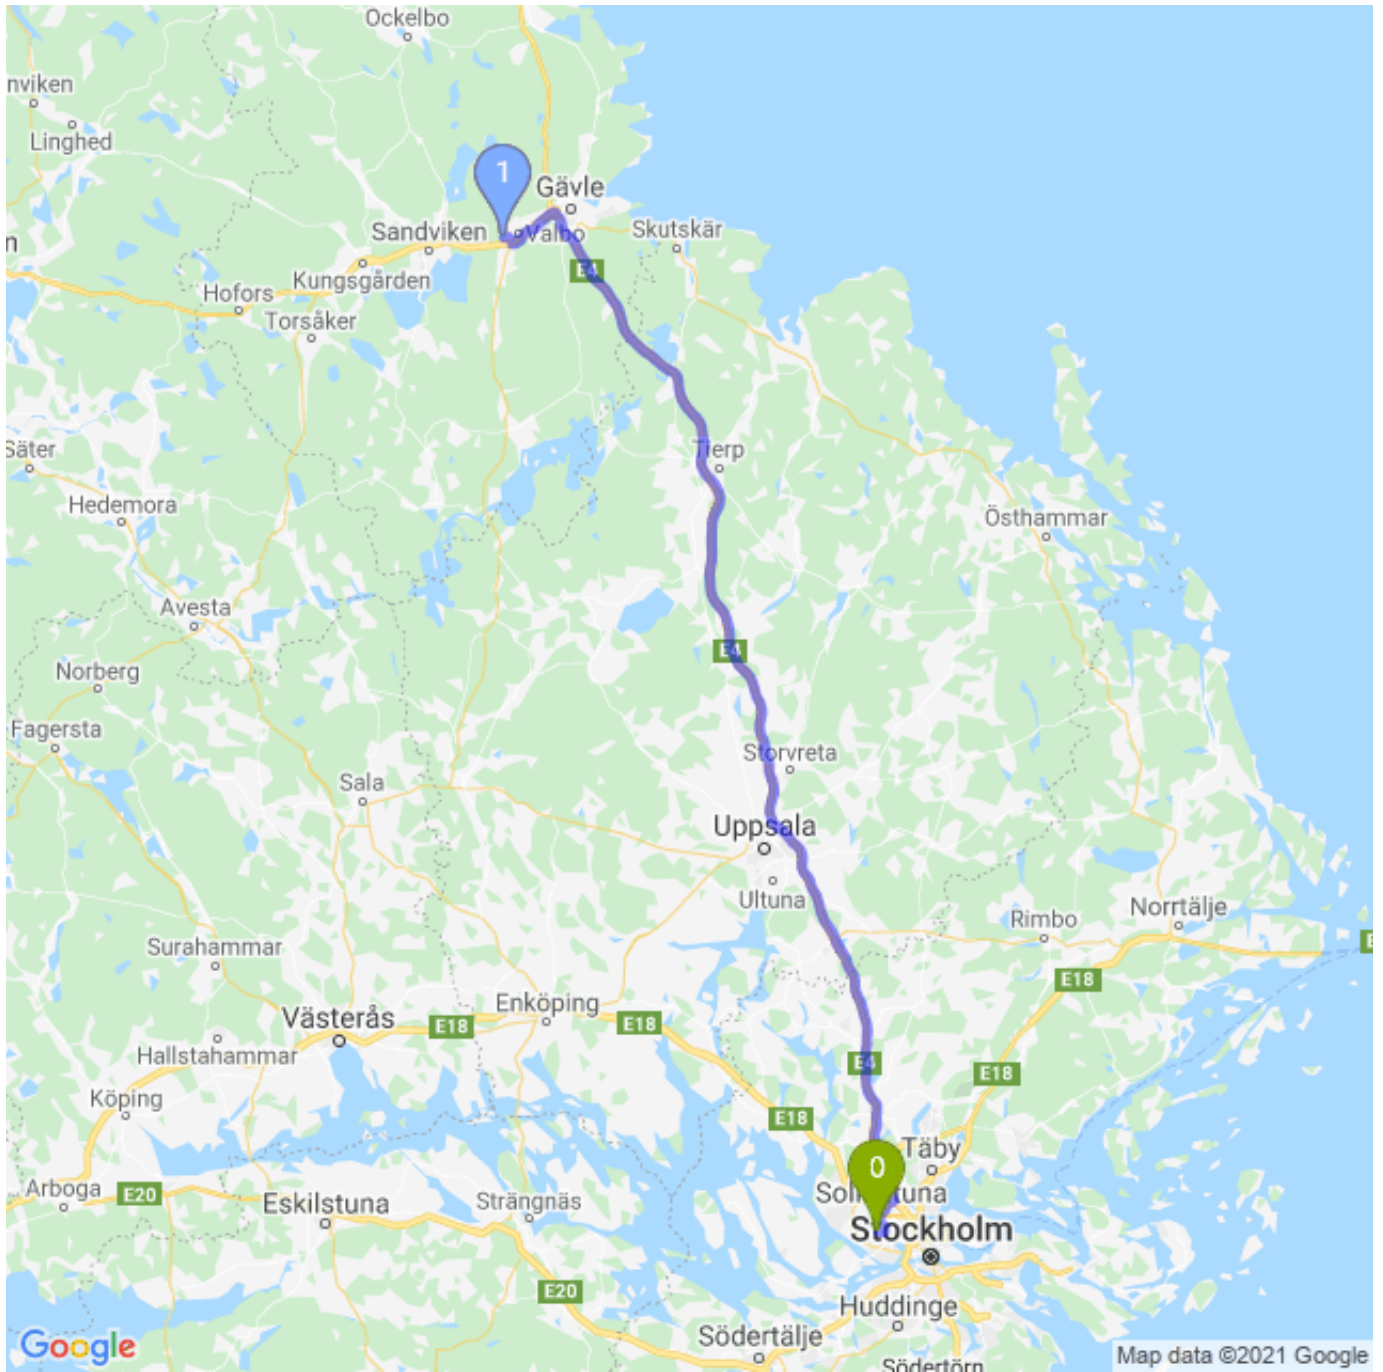 Ockelbo
nviken
Linghed
1
Gävle
Sandviken
Valbo
Skutskär
Kungsgården
E4
Hofors
Torsåker
Säter
Tierp
Hedemora
Östhammar
Avesta
E4
Norberg
Fagersta
Storvreta
Sala
Uppsala
Ultuna
Norrtälje
Rimbo
Surahammar
E18
Enköping
Västerås
E18
E18
Hallstahammar
E4
E18
Köping
E18
Täby
0
Arboga
E20
Eskilstuna
Strängnäs
Stockholm
E20
Huddinge
Södertälje
Södertörn
Google
Map data ©2021 Google